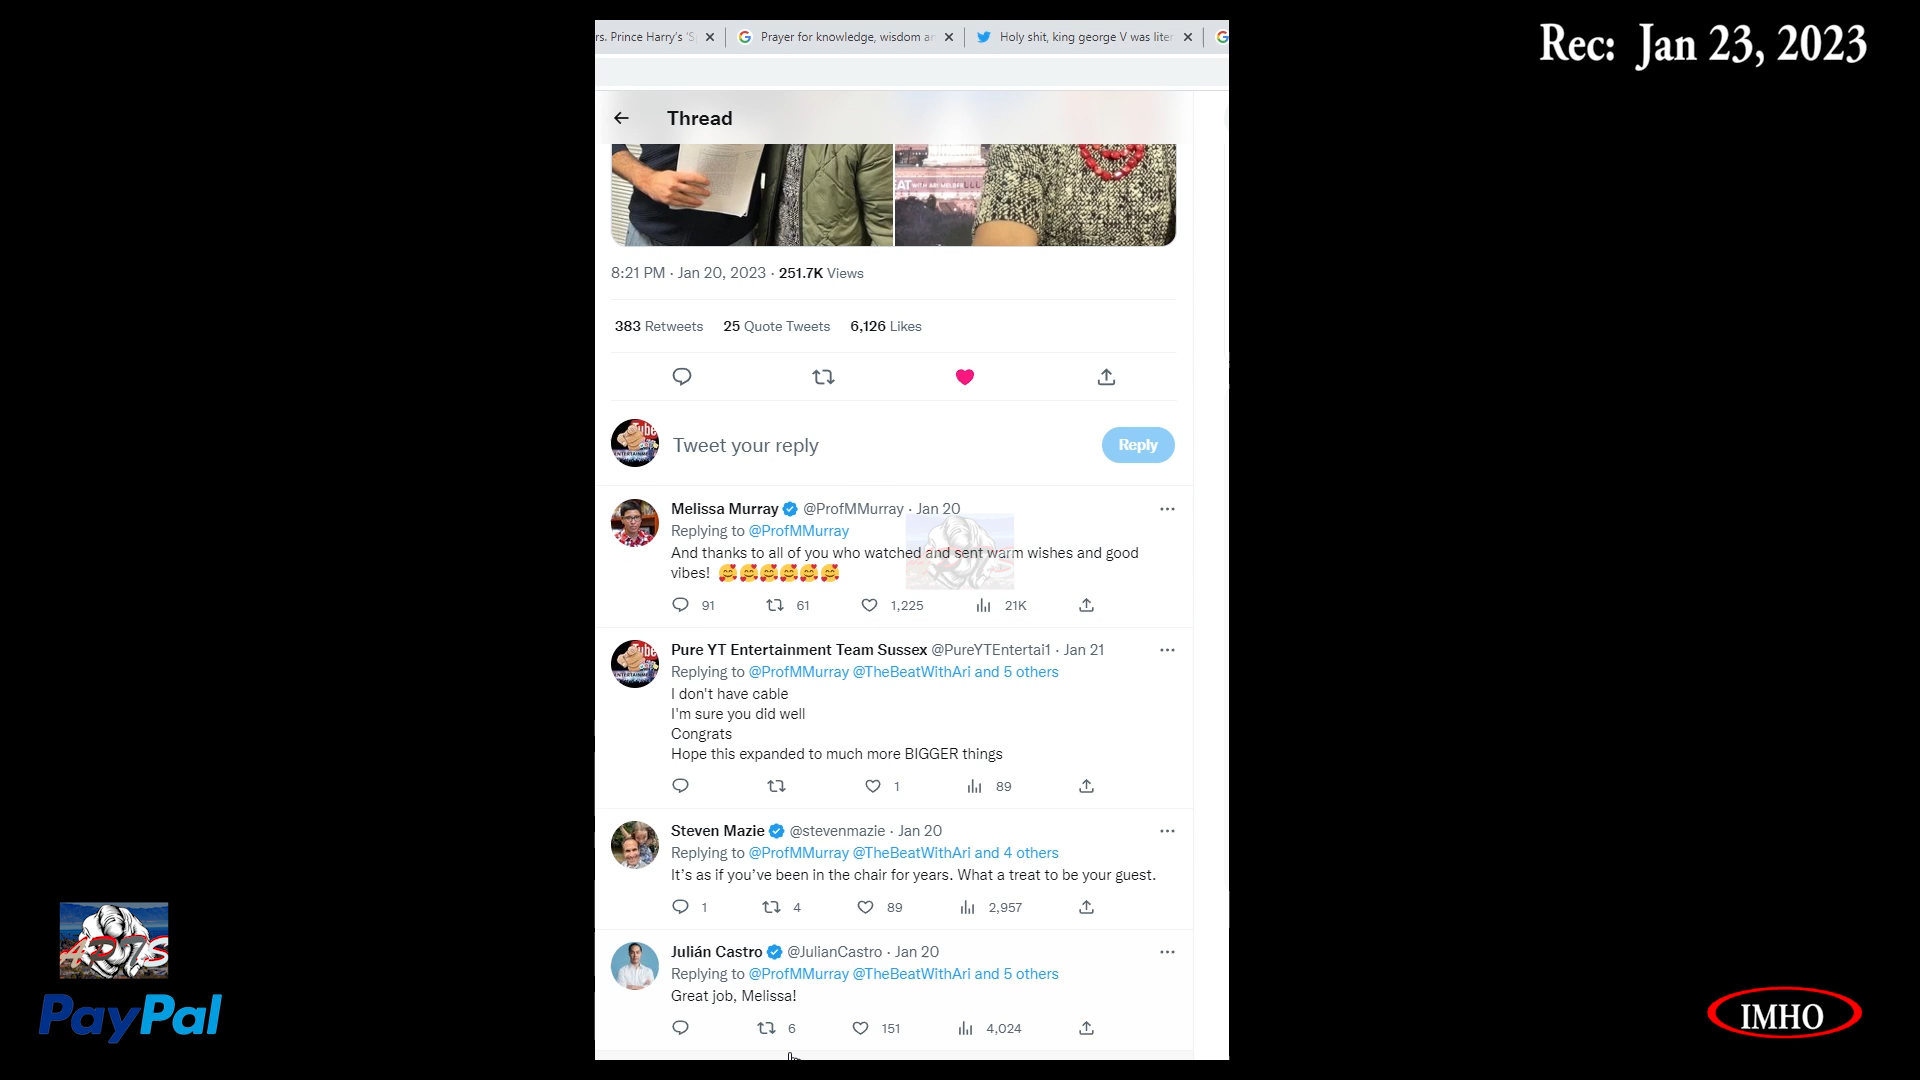 Rec: Jan 23, 2023
rs. Prince Harry's 'S
Prayer for knowledge, wisdom an
Holy shit, king george V was liter
Thread
WITH ARI MELBER
8:21 PM · Jan 20, 2023 · 251.7K Views
383 Retweets 25 Quote Tweets 6,126 Likes
Tweet your reply
Reply
Melissa Murray @ProfMMurray · Jan 20
Replying to @ProfMMurray
And thanks to all of you who watched and sent warm wishes and good
vibes! 🥰🥰🥰🥰🥰🥰
91 61 1,225 21K
Pure YT Entertainment Team Sussex @PureYTEntertai1 · Jan 21
Replying to @ProfMMurray @TheBeatWithAri and 5 others
I don't have cable
I'm sure you did well
Congrats
Hope this expanded to much more BIGGER things
1 89
Steven Mazie @stevenmazie · Jan 20
Replying to @ProfMMurray @TheBeatWithAri and 4 others
It's as if you've been in the chair for years. What a treat to be your guest.
1 4 89 2,957
Julián Castro @JulianCastro · Jan 20
Replying to @ProfMMurray @TheBeatWithAri and 5 others
Great job, Melissa!
6 151 4,024
PayPal
IMHO